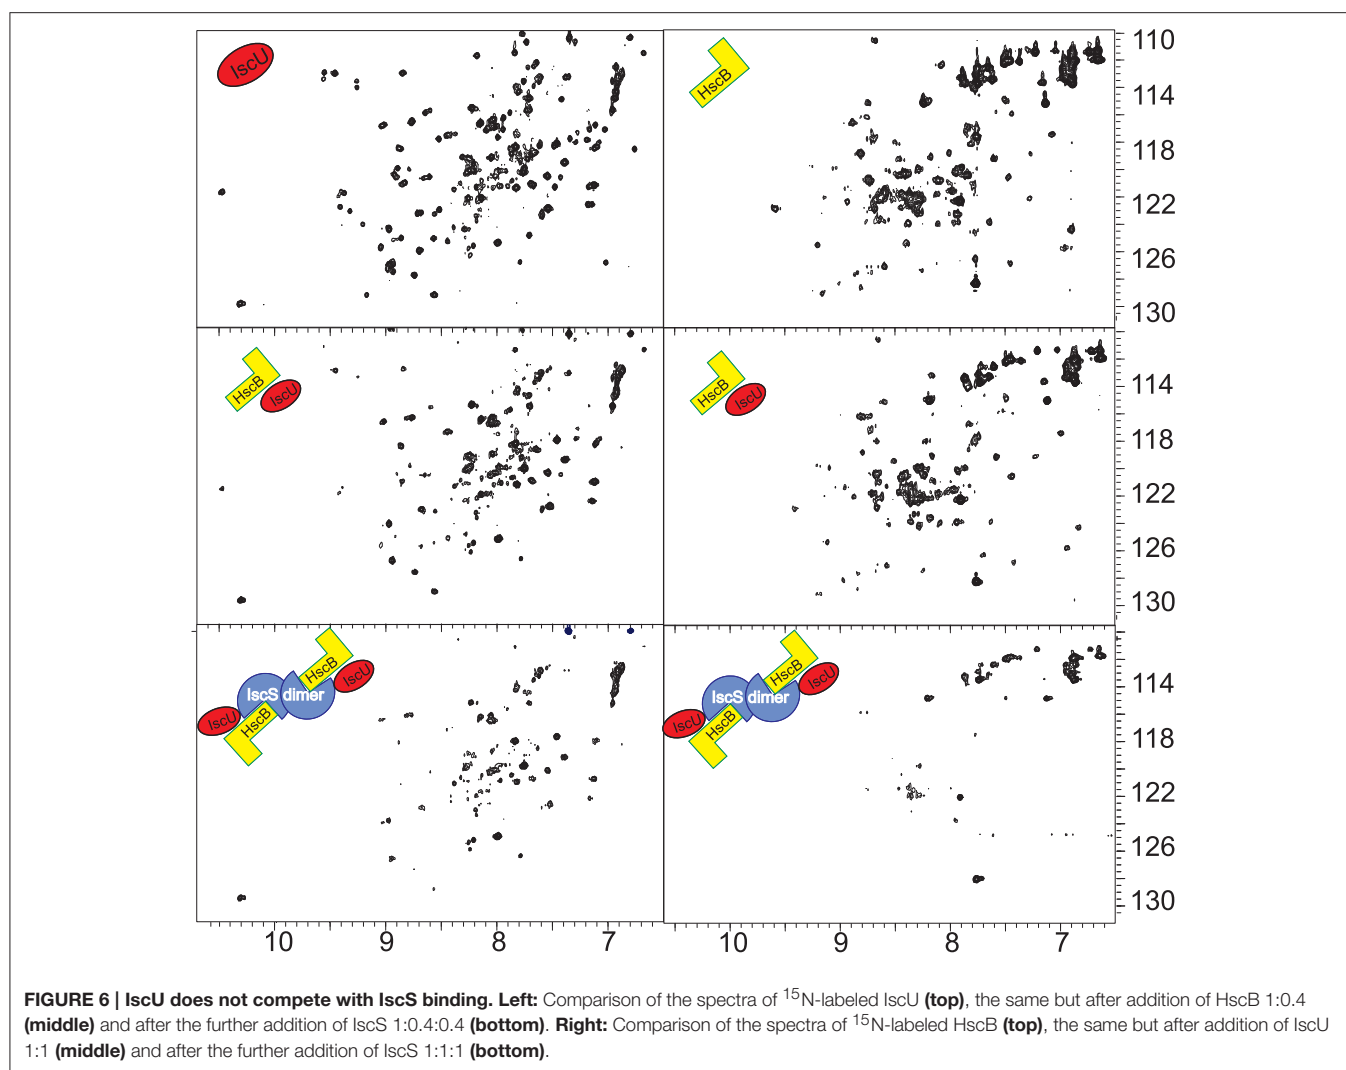 IscU
HscB
110
114
118
122
126
130
HscB
IscU
HscB
IscU
114
118
122
126
130
HscB
IscS dimer
IscU
IscU
HscB
HscB
IscS dimer
IscU
IscU
HscB
114
118
122
126
130
10 9 8 7
10 9 8 7
FIGURE 6 | IscU does not compete with IscS binding. Left: Comparison of the spectra of 15N-labeled IscU (top), the same but after addition of HscB 1:0.4
(middle) and after the further addition of IscS 1:0.4:0.4 (bottom). Right: Comparison of the spectra of 15N-labeled HscB (top), the same but after addition of IscU
1:1 (middle) and after the further addition of IscS 1:1:1 (bottom).